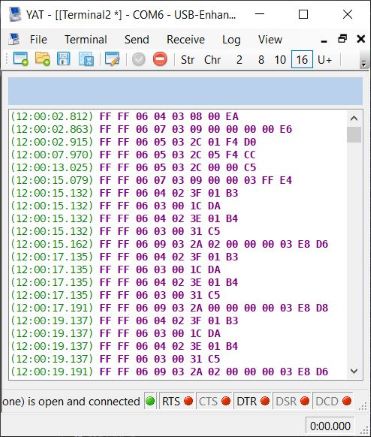 YAT - [[Terminal2 *] - COM6 - USB-Enhan...
File Terminal Send Receive Log View
Str Chr 2 8 10 16 U+
(12:00:02.812) FF FF 06 04 03 08 00 EA
(12:00:02.863) FF FF 06 07 03 09 00 00 00 00 E6
(12:00:02.915) FF FF 06 05 03 2C 01 F4 D0
(12:00:07.970) FF FF 06 05 03 2C 05 F4 CC
(12:00:13.025) FF FF 06 05 03 2C 00 00 C5
(12:00:15.079) FF FF 06 07 03 09 00 00 03 FF E4
(12:00:15.132) FF FF 06 04 02 3F 01 B3
(12:00:15.132) FF FF 06 03 00 1C DA
(12:00:15.132) FF FF 06 04 02 3E 01 B4
(12:00:15.132) FF FF 06 03 00 31 C5
(12:00:15.162) FF FF 06 09 03 2A 02 00 00 00 03 E8 D6
(12:00:17.135) FF FF 06 04 02 3F 01 B3
(12:00:17.135) FF FF 06 03 00 1C DA
(12:00:17.135) FF FF 06 04 02 3E 01 B4
(12:00:17.135) FF FF 06 03 00 31 C5
(12:00:17.191) FF FF 06 09 03 2A 00 00 00 00 03 E8 D8
(12:00:19.137) FF FF 06 04 02 3F 01 B3
(12:00:19.137) FF FF 06 03 00 1C DA
(12:00:19.137) FF FF 06 04 02 3E 01 B4
(12:00:19.137) FF FF 06 03 00 31 C5
(12:00:19.137) FF FF 06 09 03 2A 02 00 00 00 03 E8 D6
one) is open and connected RTS CTS DTR DSR DCD
0:00.000